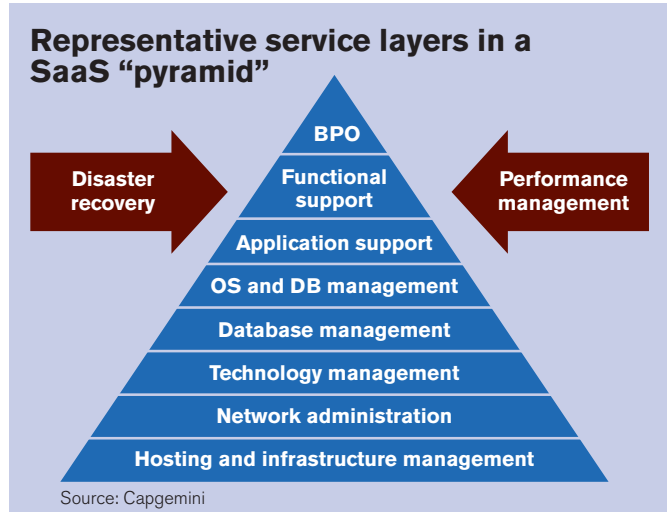 Representative service layers in a
SaaS “pyramid”
BPO
Disaster
recovery
Functional
support
Performance
management
Application support
OS and DB management
Database management
Technology management
Network administration
Hosting and infrastructure management
Source: Capgemini